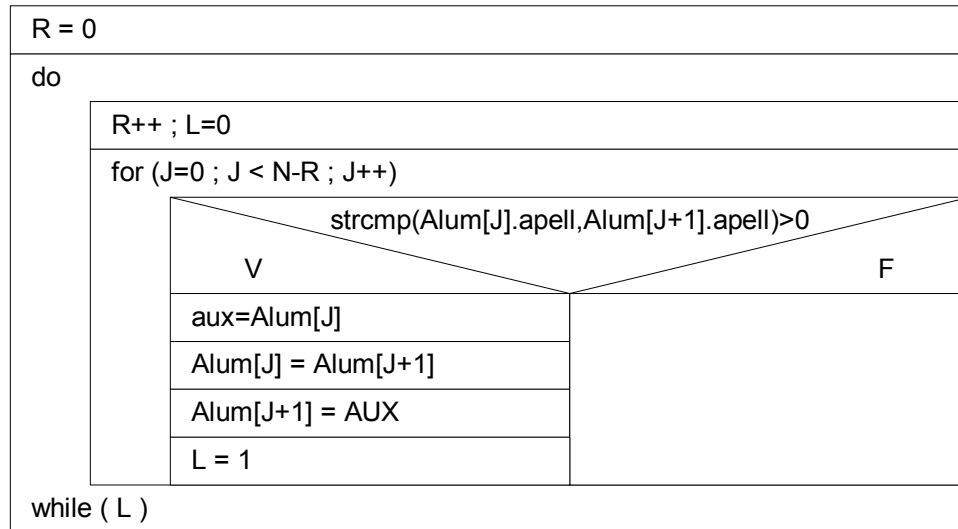 R = 0
do
R++ ; L=0
for (J=0 ; J < N-R ; J++)
strcmp(Alum[J].apell,Alum[J+1].apell)>0
V F
aux=Alum[J]
Alum[J] = Alum[J+1]
Alum[J+1] = AUX
L = 1
while ( L )